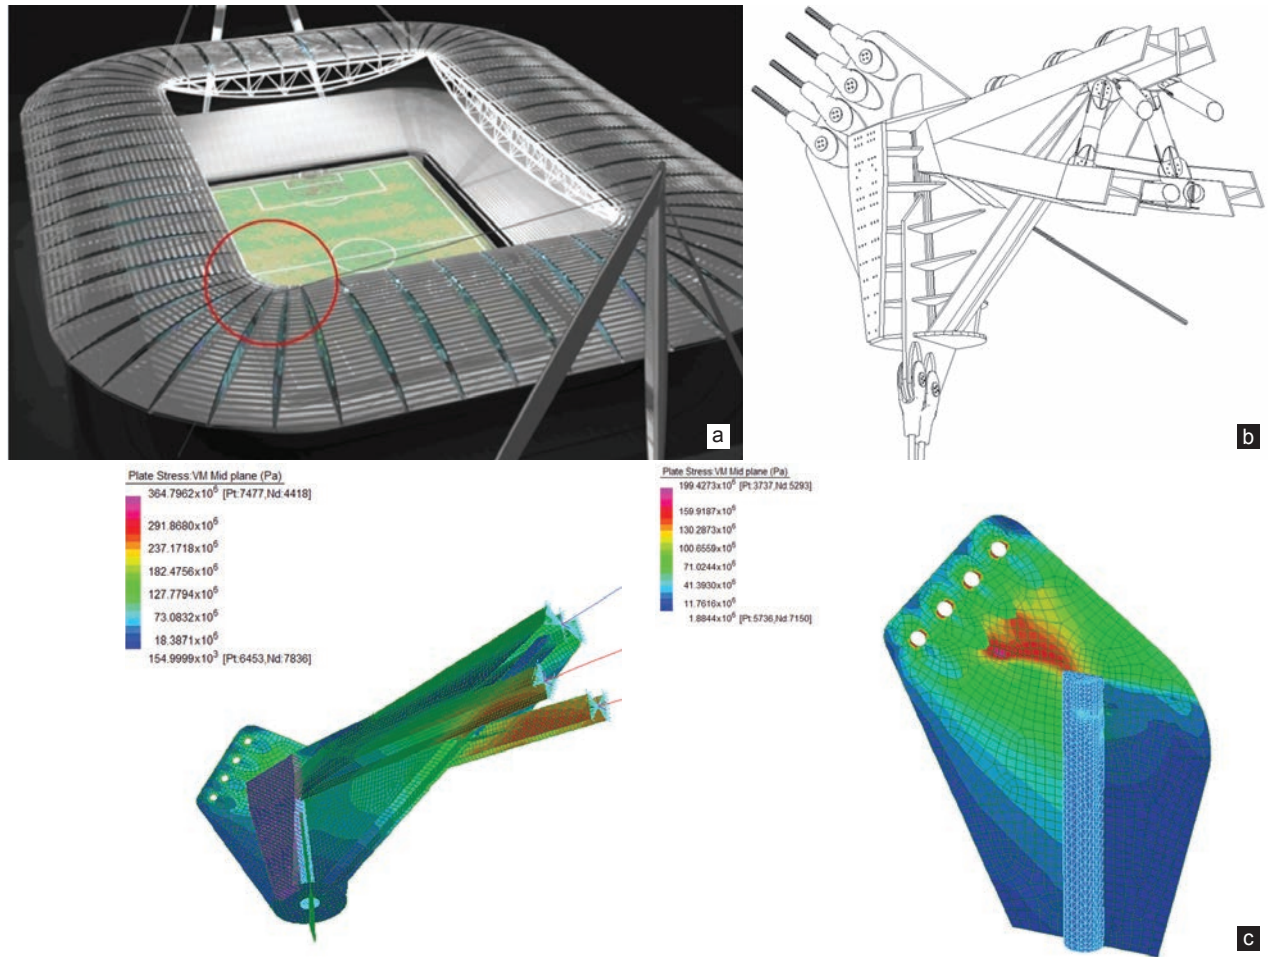 a
b
Plate Stress:VM Mid plane (Pa)
364.7962x10⁶ [Pt:7477,Nd:4418]
291.8680x10⁶
237.1718x10⁶
182.4756x10⁶
127.7794x10⁶
73.0832x10⁶
18.3871x10⁶
154.9999x10³ [Pt:6453,Nd:7836]
Plate Stress:VM Mid plane (Pa)
199.4273x10⁶ [Pt:3737,Nd:5293]
159.9187x10⁶
130.2873x10⁶
100.6559x10⁶
71.0244x10⁶
41.3930x10⁶
11.7616x10⁶
1.8844x10⁶ [Pt:5736,Nd:7150]
c